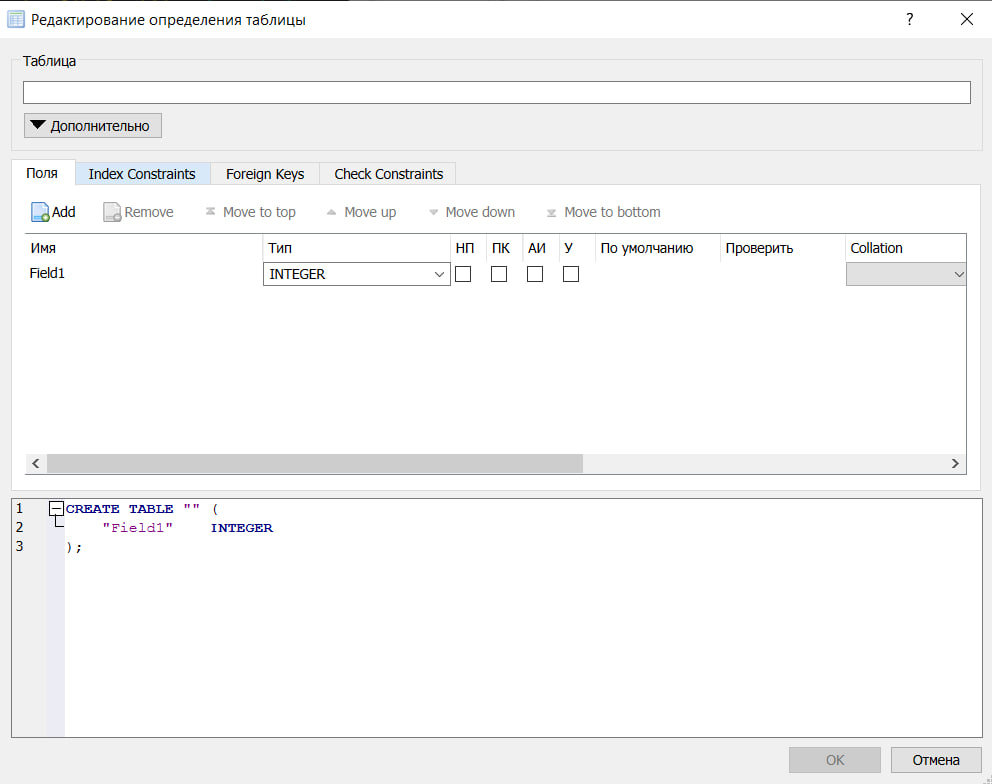 Редактирование определения таблицы ?
Таблица
Дополнительно
Поля Index Constraints Foreign Keys Check Constraints
Add Remove Move to top Move up Move down Move to bottom
Имя Тип НП ПК АИ У По умолчанию Проверить Collation
Field1 INTEGER
1 CREATE TABLE "" (
2 "Field1" INTEGER
3 );
OK Отмена